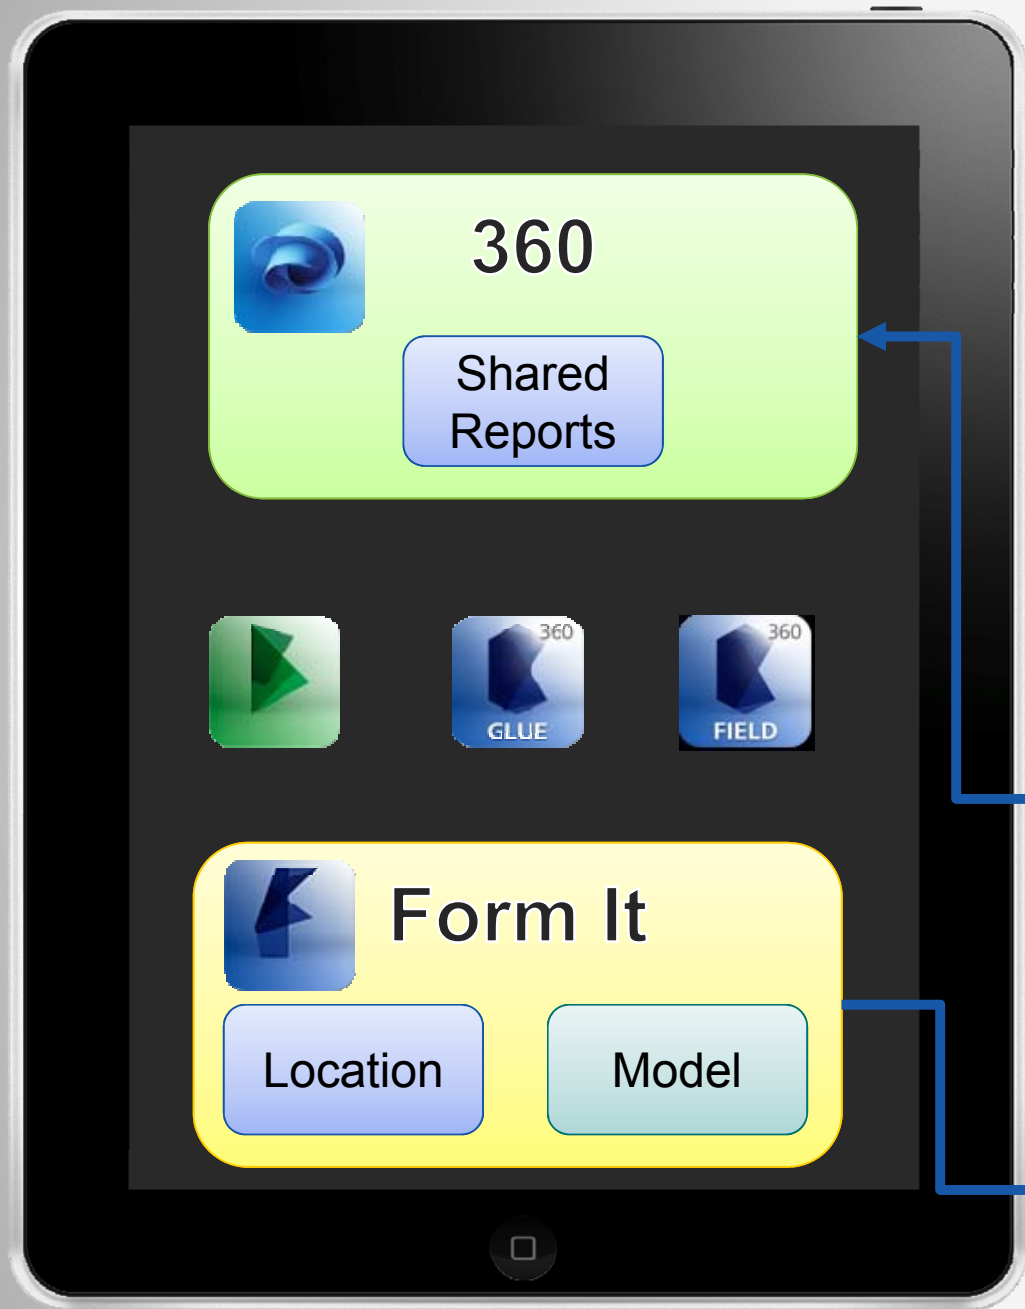 360
Shared
Reports
360
GLUE
360
FIELD
Form It
Location
Model